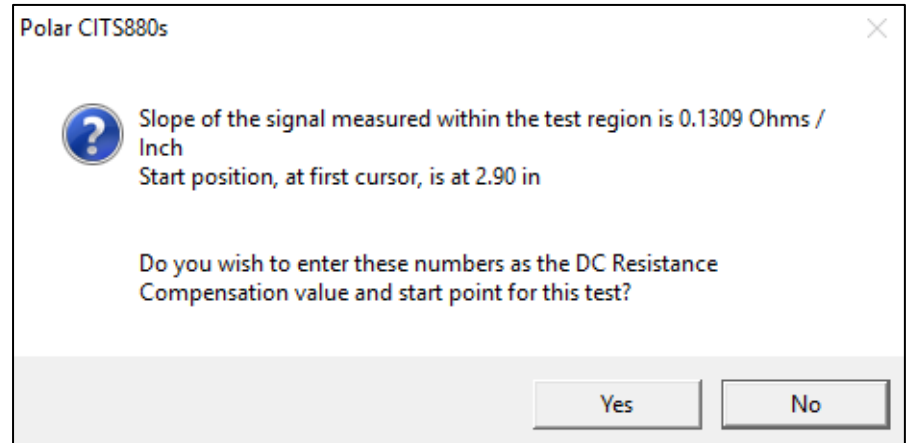 Polar CITS880s
Slope of the signal measured within the test region is 0.1309 Ohms /
Inch
Start position, at first cursor, is at 2.90 in
Do you wish to enter these numbers as the DC Resistance
Compensation value and start point for this test?
Yes No